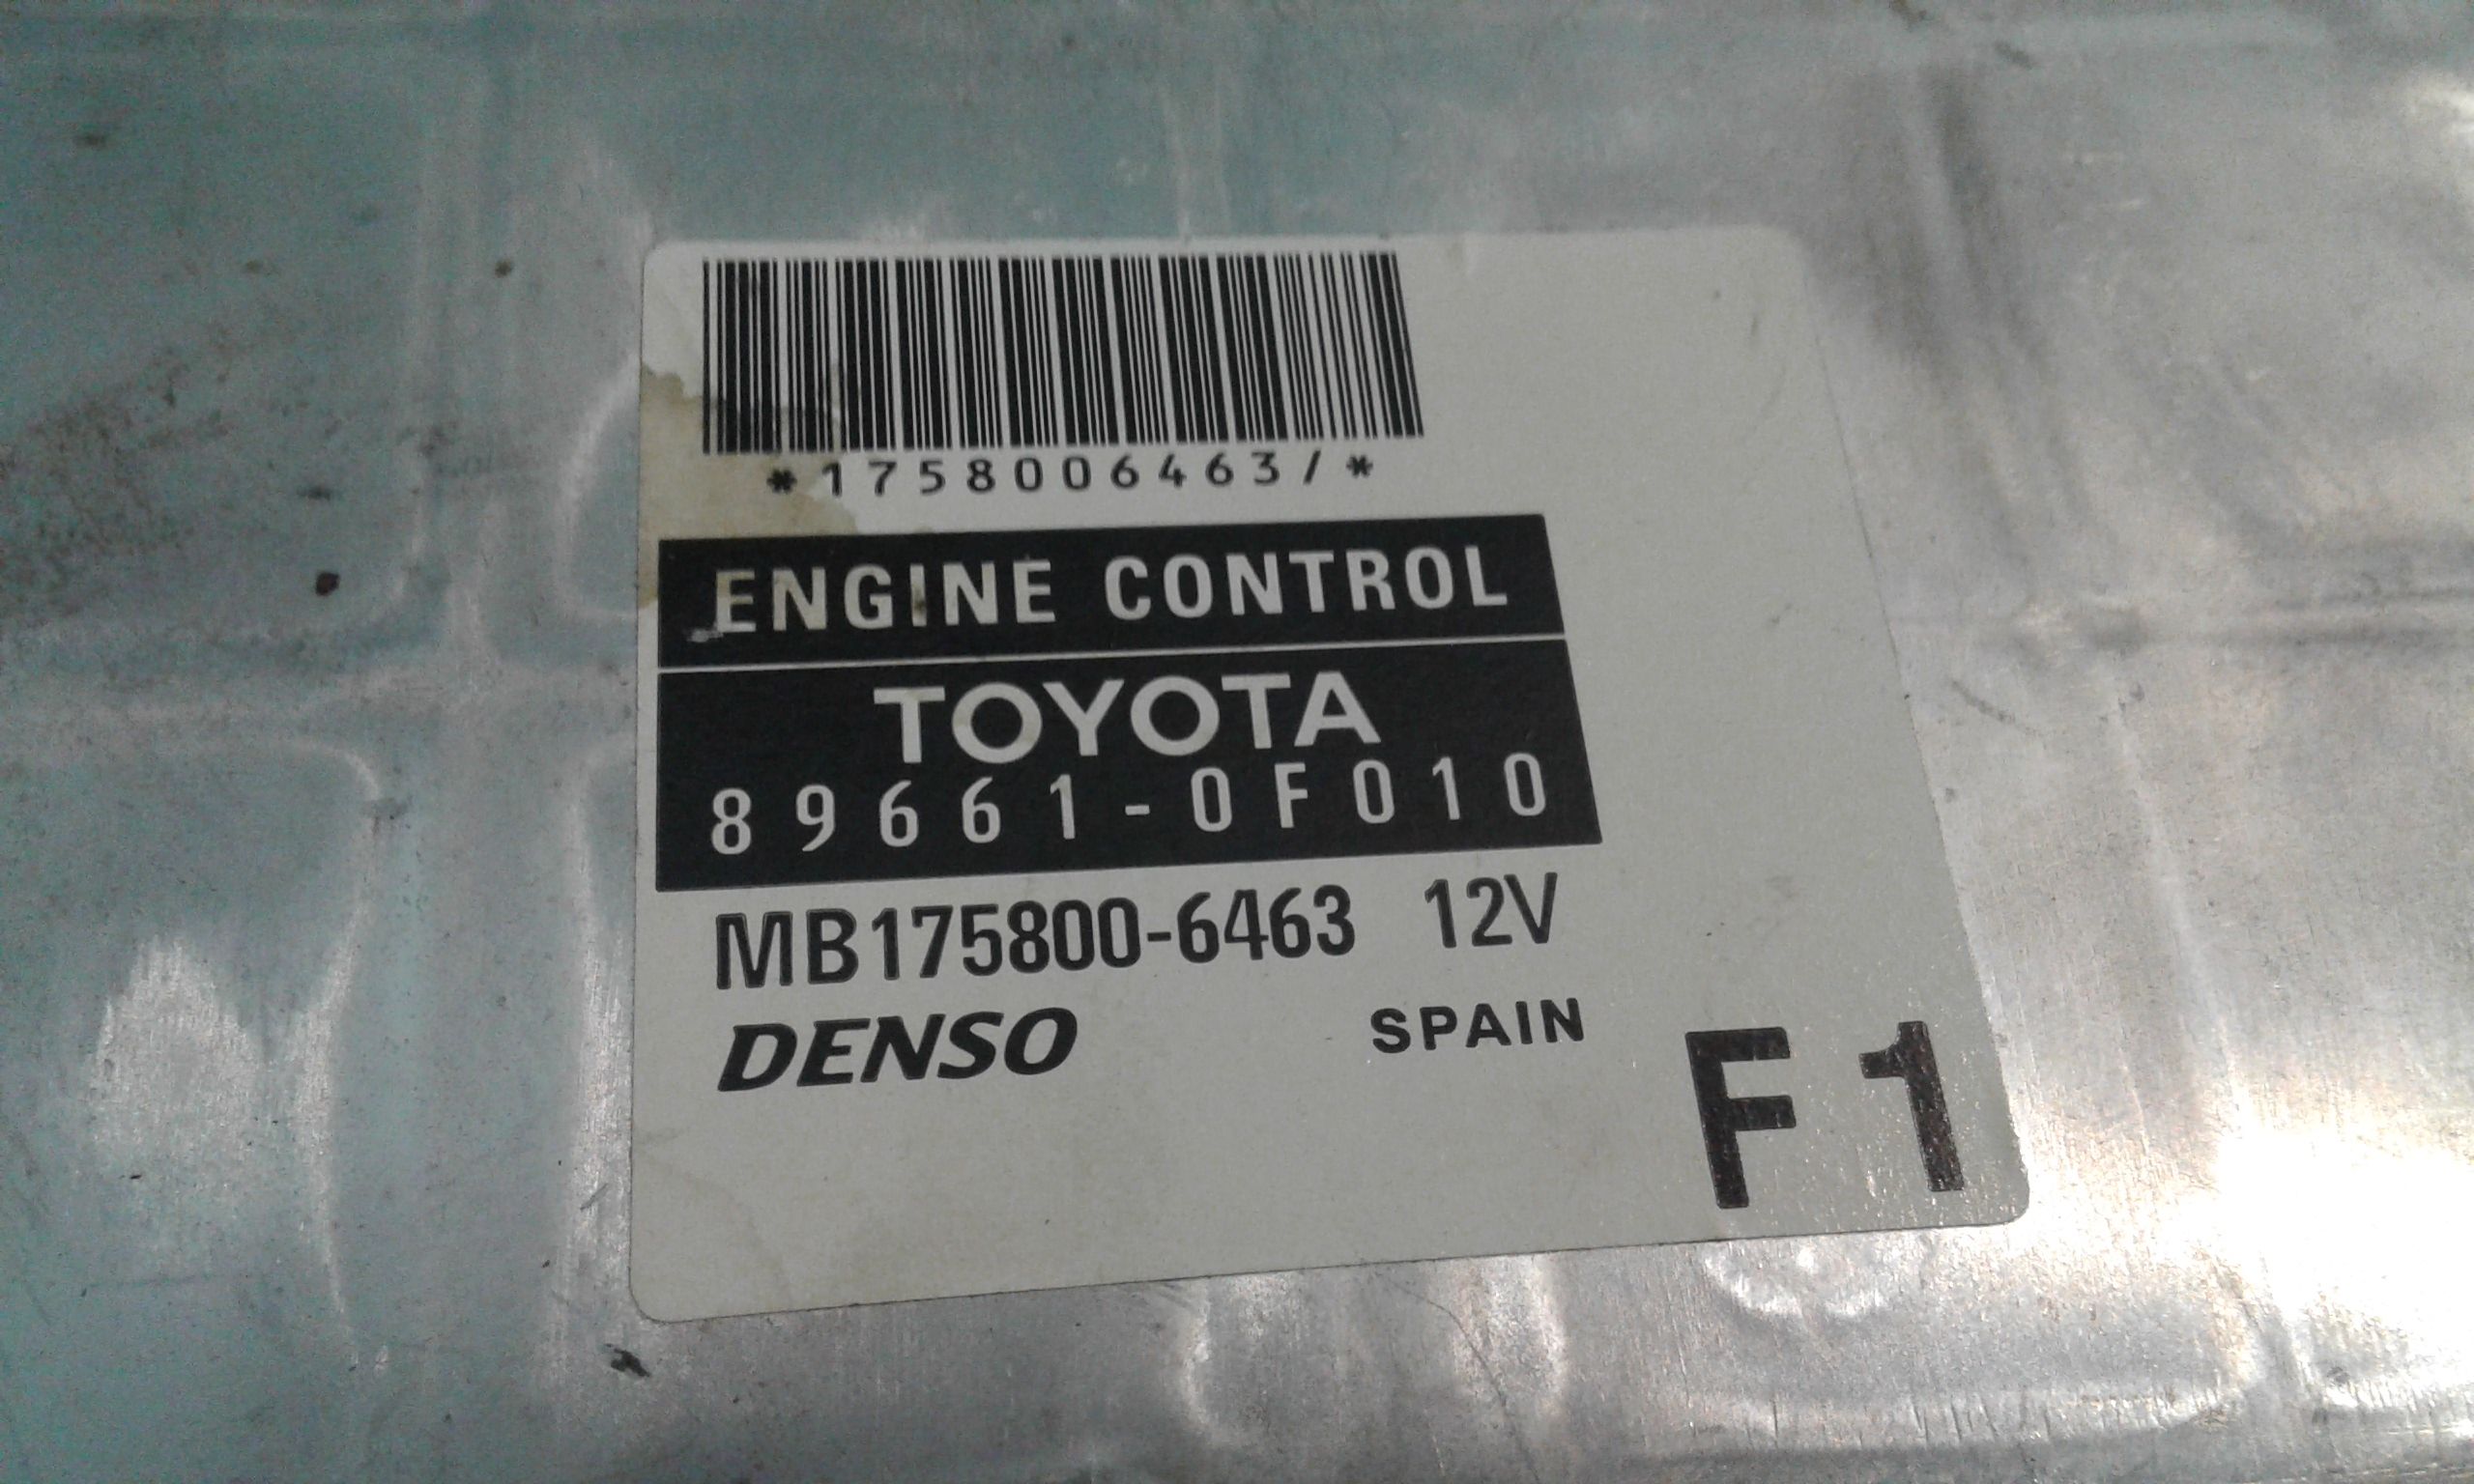 *1758006463/*
ENGINE CONTROL
TOYOTA
89661-0F010
MB175800-6463 12V
DENSO SPAIN
F1